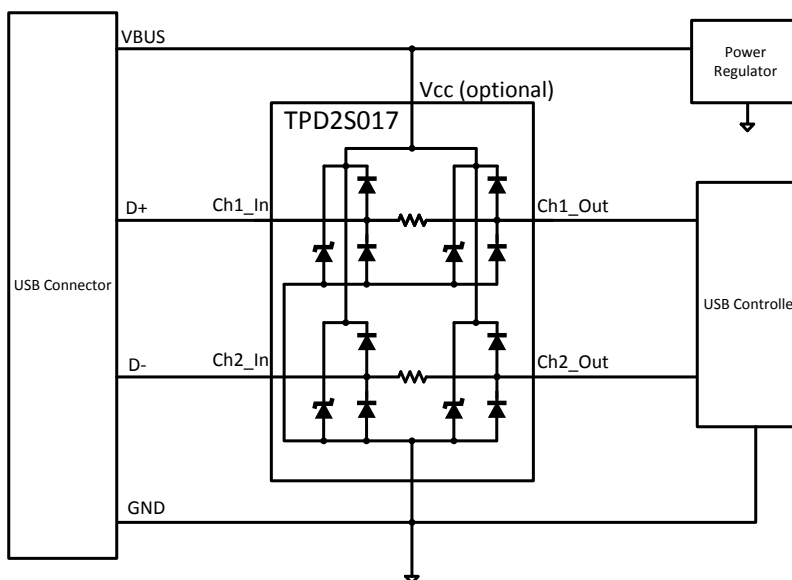 VBUS
Power
Regulator
Vcc (optional)
TPD2S017
D+
Ch1_In
Ch1_Out
USB Connector
USB Controlle
D-
Ch2_In
Ch2_Out
GND